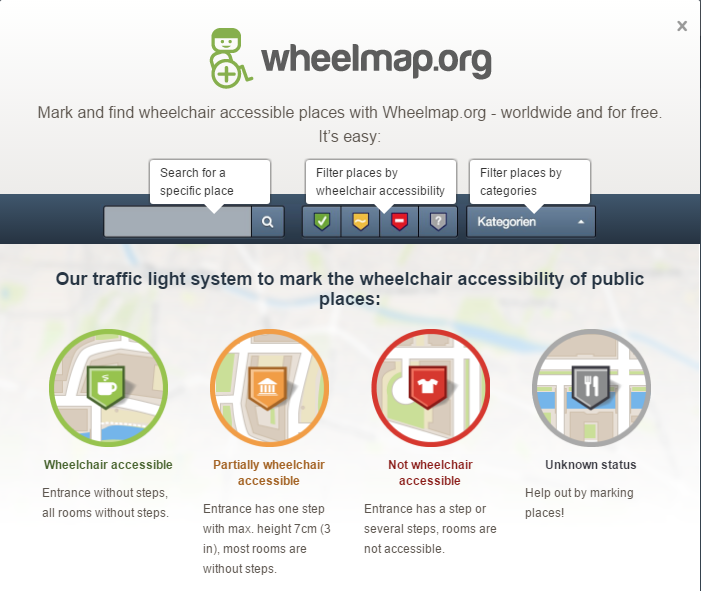 wheelmap.org
Mark and find wheelchair accessible places with Wheelmap.org - worldwide and for free.
It's easy:
Search for a
specific place
Filter places by
wheelchair accessibility
Filter places by
categories
Kategorien
Our traffic light system to mark the wheelchair accessibility of public
places:
Wheelchair accessible
Entrance without steps,
all rooms without steps.
Partially wheelchair
accessible
Entrance has one step
with max. height 7cm (3
in), most rooms are
without steps.
Not wheelchair
accessible
Entrance has a step or
several steps, rooms are
not accessible.
Unknown status
Help out by marking
places!